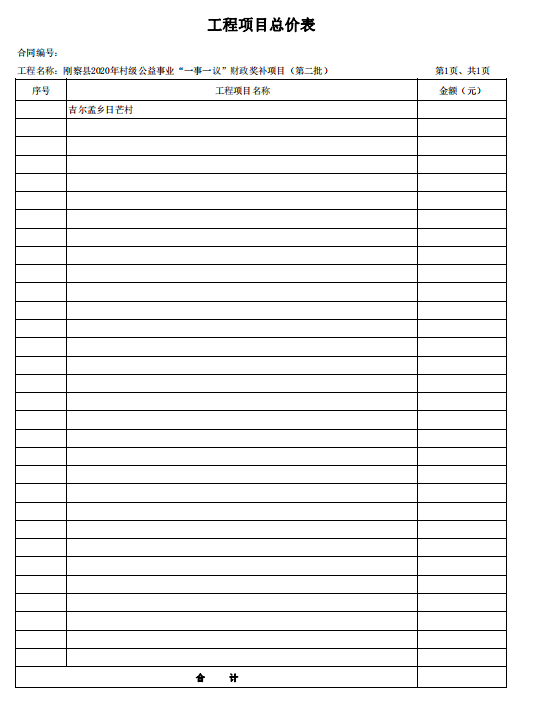 工程项目总价表
合同编号：
工程名称：刚察县2020年村级公益事业“一事一议”财政奖补项目（第二批） 第1页、共1页
序号 工程项目名称 金额（元）
吉尔孟乡日芒村
合 计